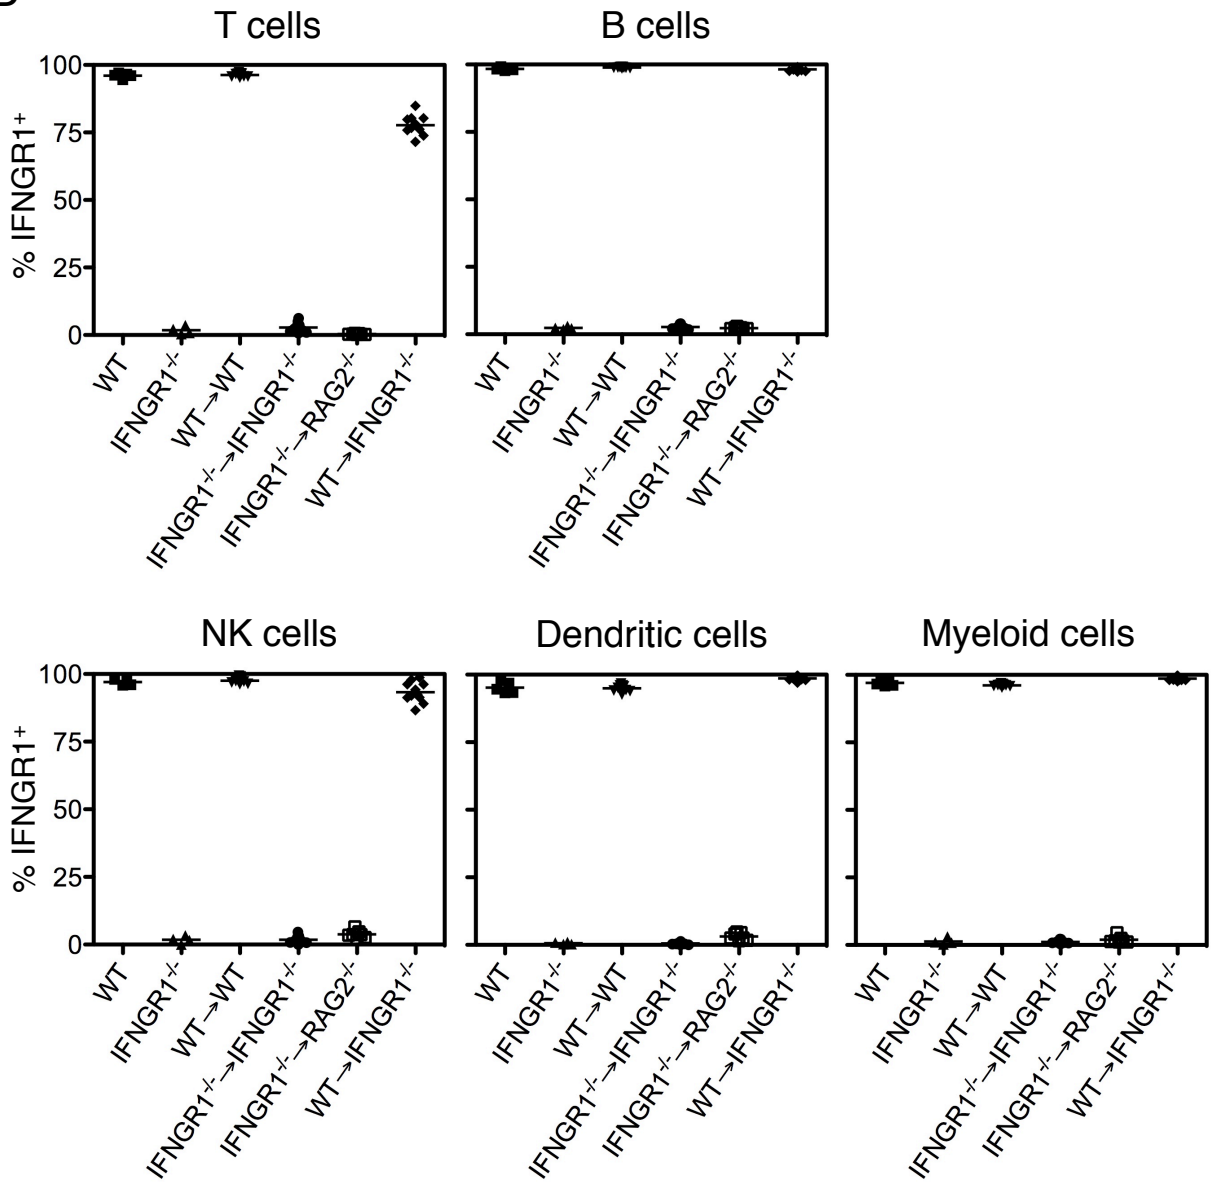 T cells
B cells
% IFNGR1⁺
100
75
50
25
0
WT
IFNGR1⁻/⁻
WT→WT
IFNGR1⁻/⁻→IFNGR1⁻/⁻
IFNGR1⁻/⁻→RAG2⁻/⁻
WT→IFNGR1⁻/⁻
WT
IFNGR1⁻/⁻
WT→WT
IFNGR1⁻/⁻→IFNGR1⁻/⁻
IFNGR1⁻/⁻→RAG2⁻/⁻
WT→IFNGR1⁻/⁻
NK cells
Dendritic cells
Myeloid cells
% IFNGR1⁺
100
75
50
25
0
WT
IFNGR1⁻/⁻
WT→WT
IFNGR1⁻/⁻→IFNGR1⁻/⁻
IFNGR1⁻/⁻→RAG2⁻/⁻
WT→IFNGR1⁻/⁻
WT
IFNGR1⁻/⁻
WT→WT
IFNGR1⁻/⁻→IFNGR1⁻/⁻
IFNGR1⁻/⁻→RAG2⁻/⁻
WT→IFNGR1⁻/⁻
WT
IFNGR1⁻/⁻
WT→WT
IFNGR1⁻/⁻→IFNGR1⁻/⁻
IFNGR1⁻/⁻→RAG2⁻/⁻
WT→IFNGR1⁻/⁻